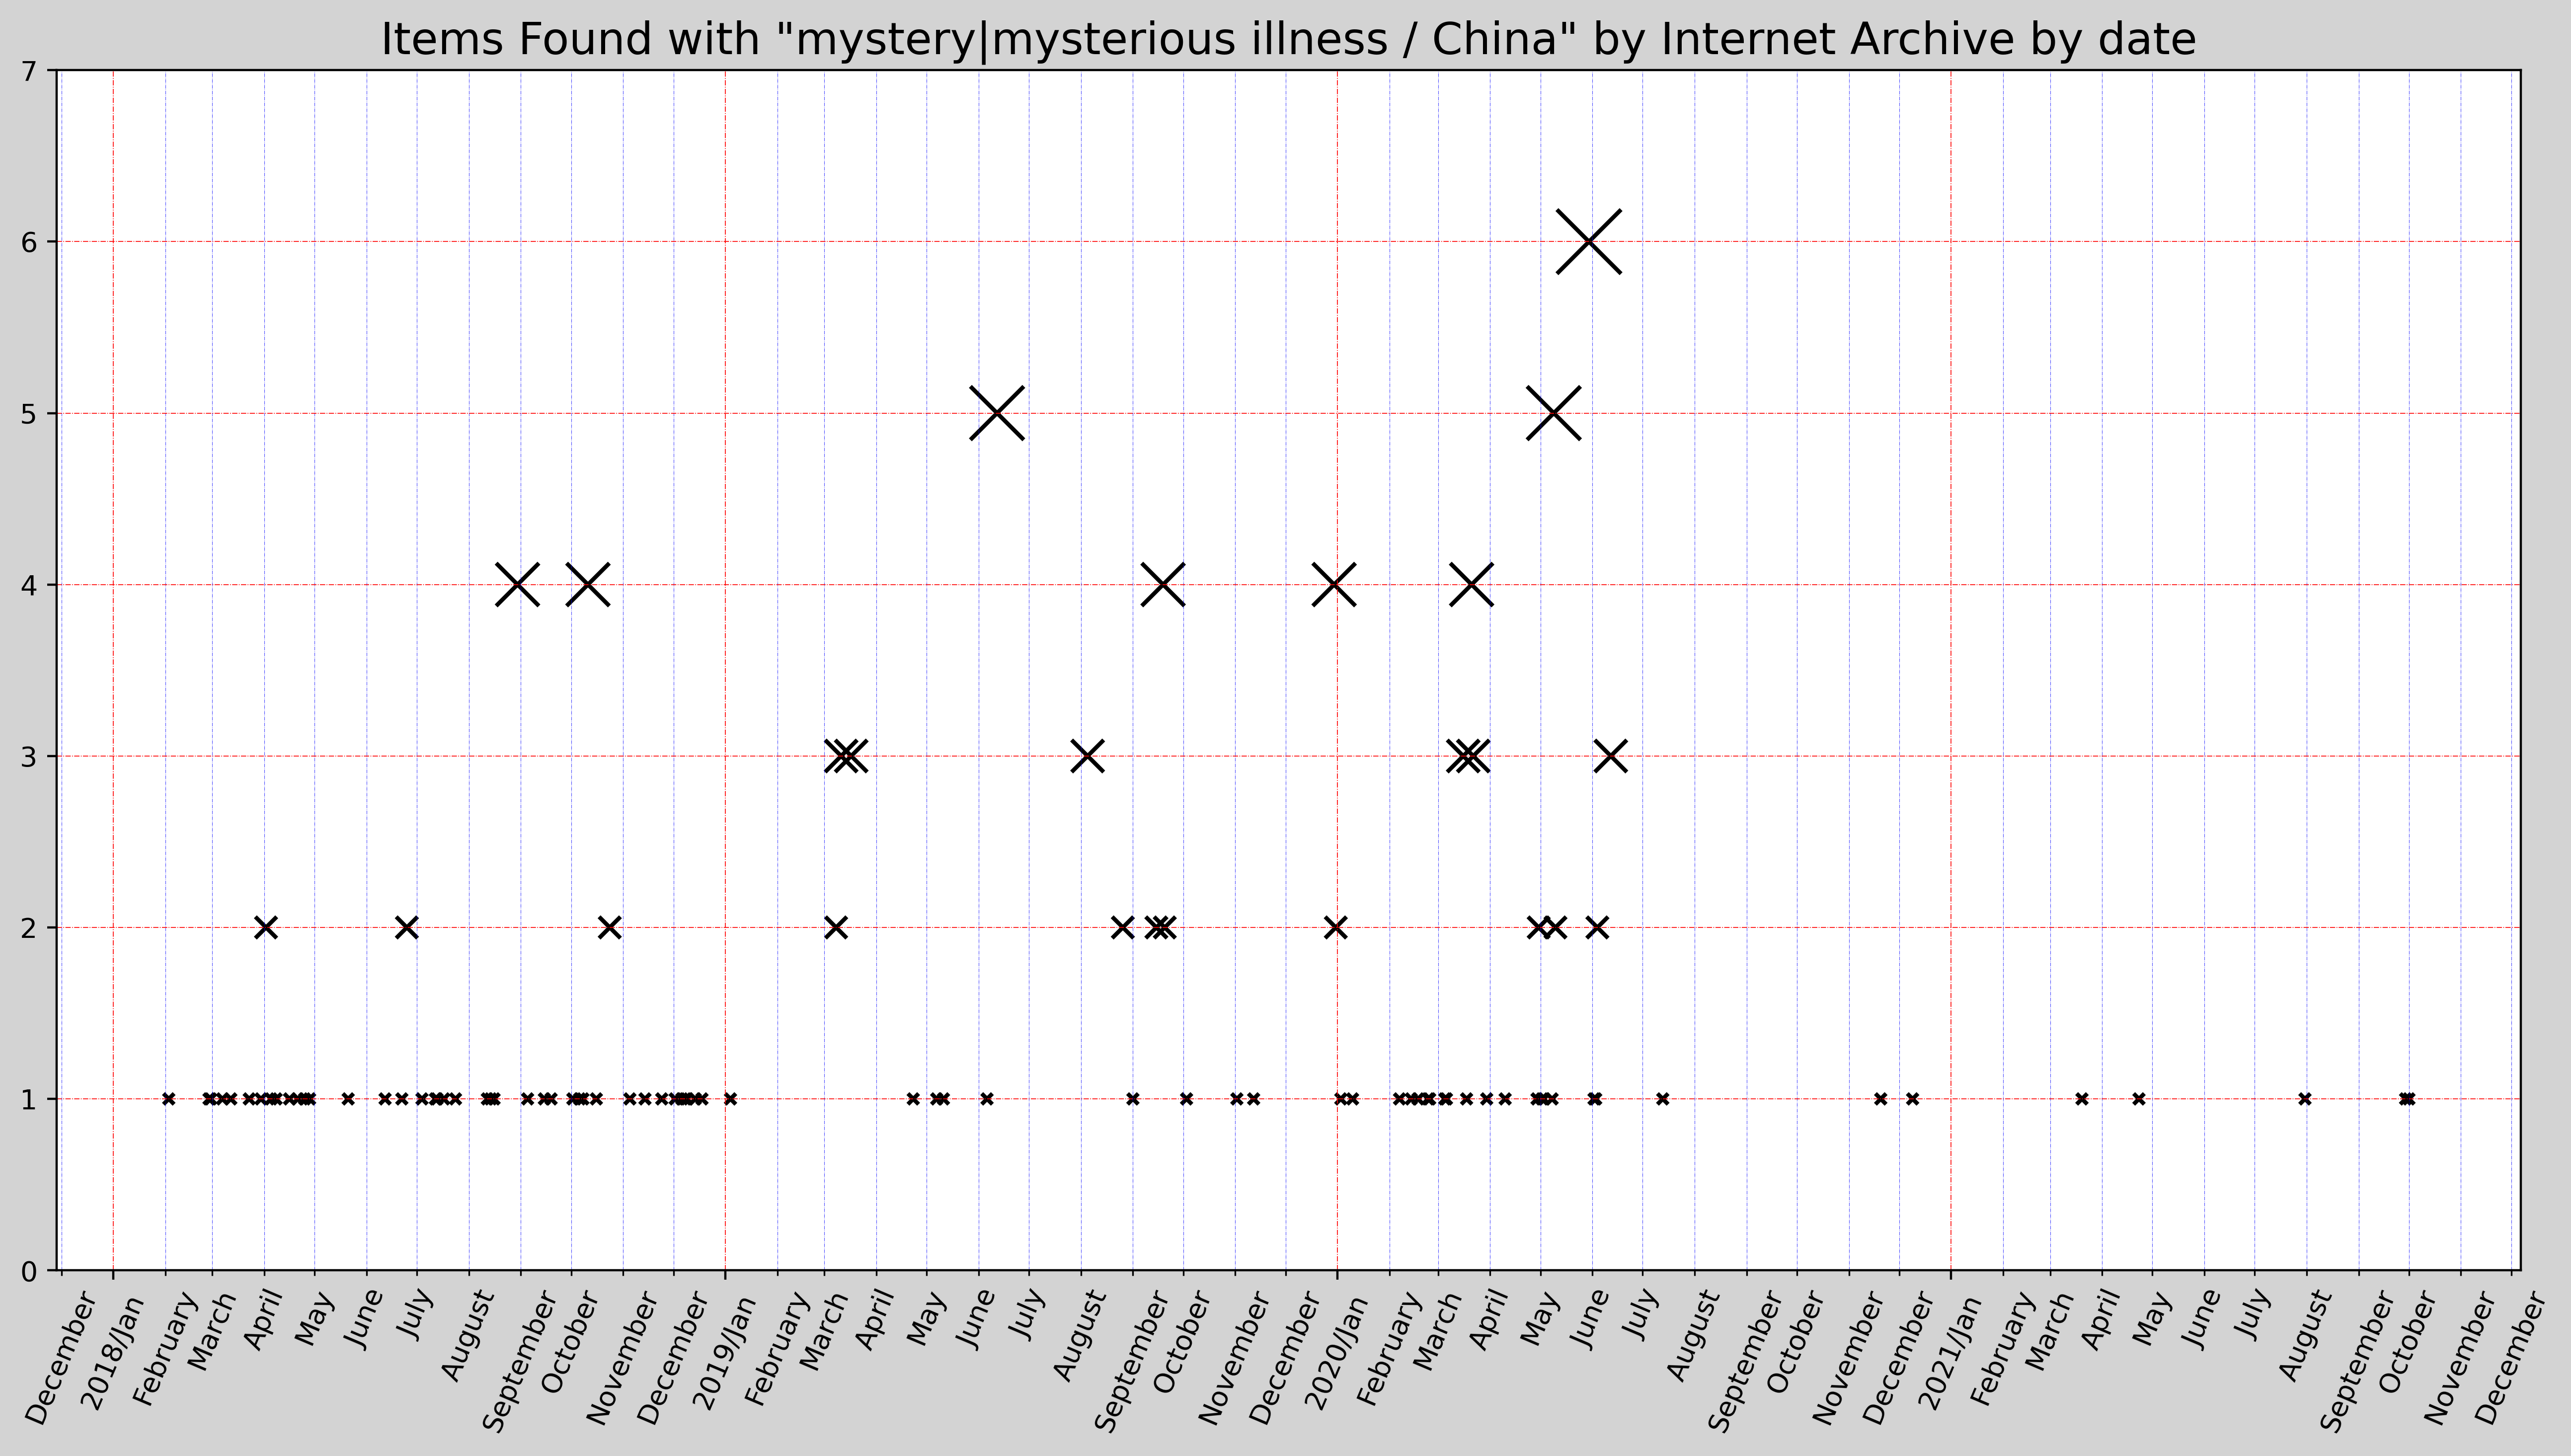 Items Found with "mystery|mysterious illness / China" by Internet Archive by date
7
6
5
4
3
2
1
0
December
2018/Jan
February
March
April
May
June
July
August
September
October
November
December
2019/Jan
February
March
April
May
June
July
August
September
October
November
December
2020/Jan
February
March
April
May
June
July
August
September
October
November
December
2021/Jan
February
March
April
May
June
July
August
September
October
November
December